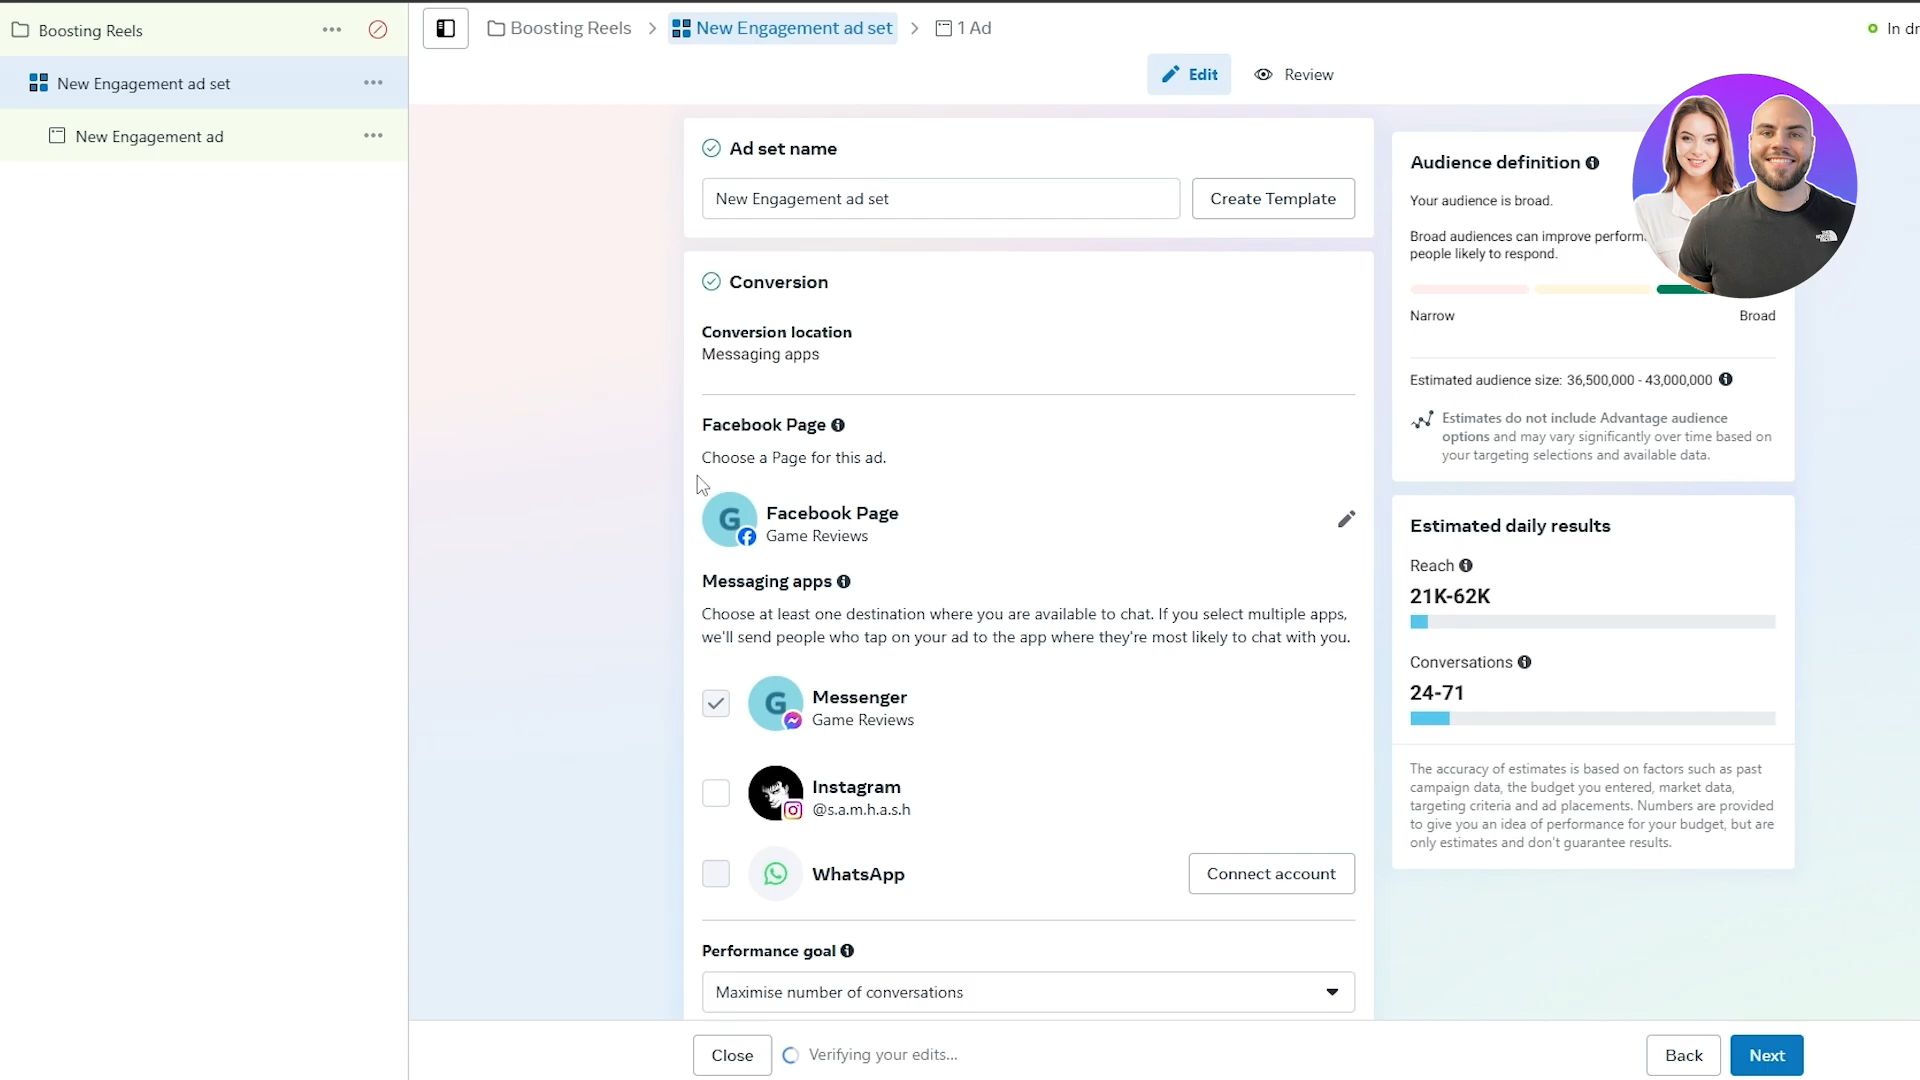 Boosting Reels
New Engagement ad set
New Engagement ad
Boosting Reels > New Engagement ad set > 1 Ad
In dr
Edit
Review
Ad set name
New Engagement ad set
Create Template
Conversion
Conversion location
Messaging apps
Facebook Page
Choose a Page for this ad.
G
Facebook Page
Game Reviews
Messaging apps
Choose at least one destination where you are available to chat. If you select multiple apps,
we'll send people who tap on your ad to the app where they're most likely to chat with you.
G
Messenger
Game Reviews
Instagram
@s.a.m.h.a.s.h
WhatsApp
Connect account
Performance goal
Maximise number of conversations
Close
Verifying your edits...
Back
Next
Audience definition
Your audience is broad.
Broad audiences can improve perform
people likely to respond.
Narrow
Broad
Estimated audience size: 36,500,000 - 43,000,000
Estimates do not include Advantage audience
options and may vary significantly over time based on
your targeting selections and available data.
Estimated daily results
Reach
21K-62K
Conversations
24-71
The accuracy of estimates is based on factors such as past
campaign data, the budget you entered, market data,
targeting criteria and ad placements. Numbers are provided
to give you an idea of performance for your budget, but are
only estimates and don't guarantee results.